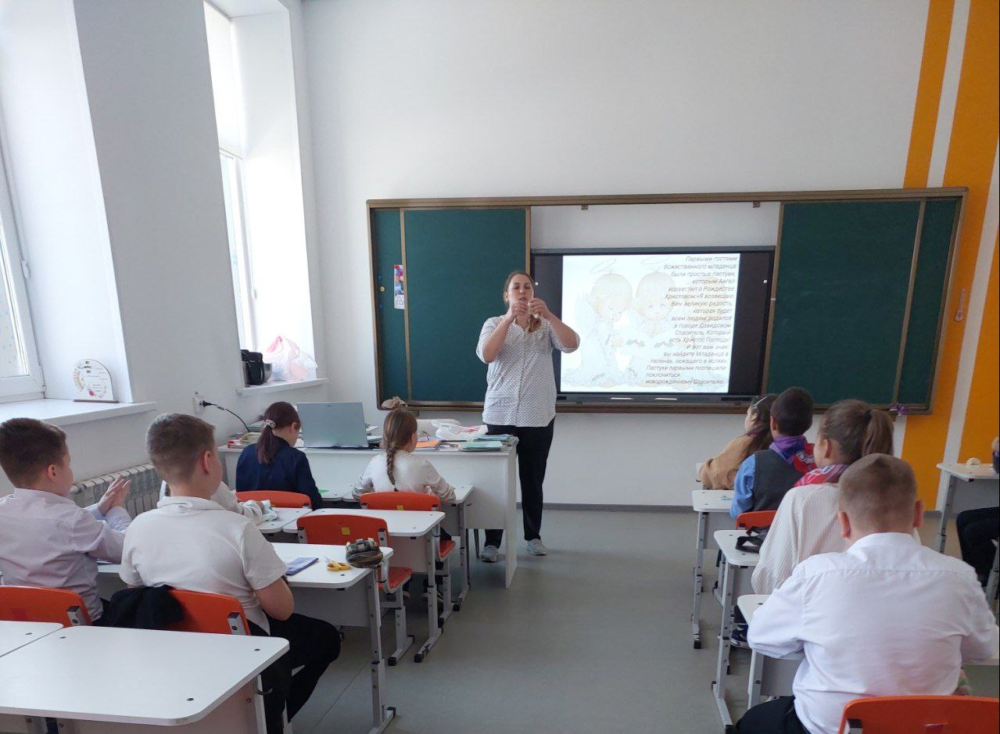 Первыми гостями
божественного младенца
были простые пастухи,
которым Ангел
возвестил о Рождестве
Христовом:«Я возвещаю
Вам великую радость,
которая будет
всем людям: родился
в городе Давидовом
Спаситель, Который
есть Христос Господь!
И вот вам знак:
вы найдете Младенца в
пеленах, лежащего в яслях».
Пастухи первыми поспешили
поклониться
новорожденному Спасителю.